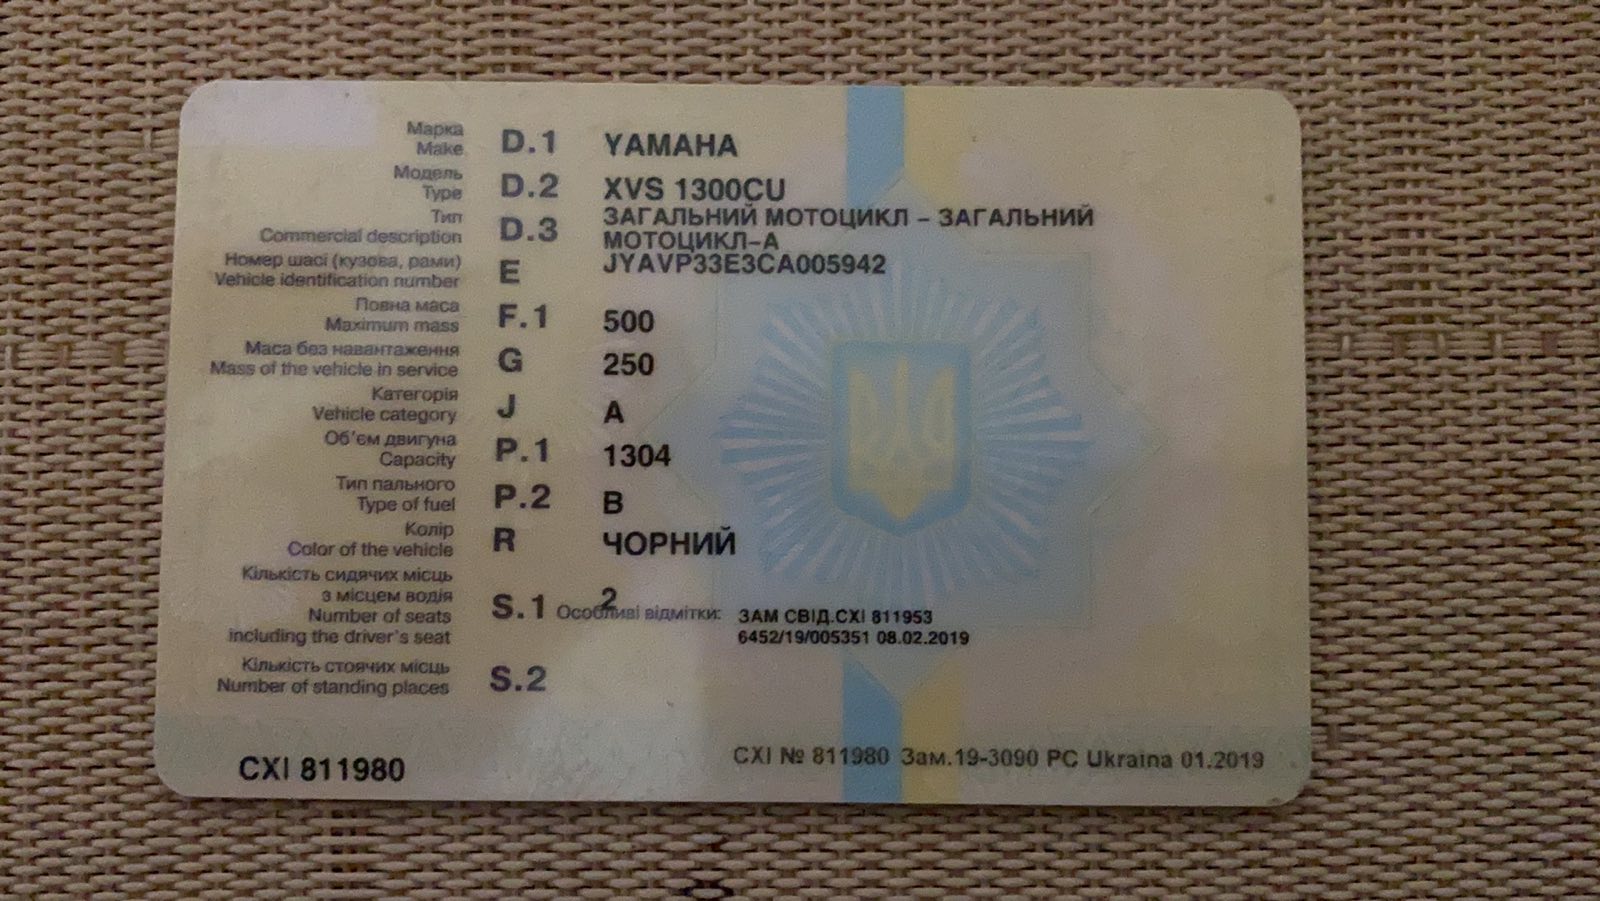 Марка
Make D.1 YAMAHA
Модель
Type D.2 XVS 1300CU
Тип
Commercial description D.3 ЗАГАЛЬНИЙ МОТОЦИКЛ – ЗАГАЛЬНИЙ
МОТОЦИКЛ-А
Номер шасі (кузова, рами)
Vehicle identification number E JYAVP33E3CA005942
Повна маса
Maximum mass F.1 500
Маса без навантаження
Mass of the vehicle in service G 250
Категорія
Vehicle category J A
Об'єм двигуна
Capacity P.1 1304
Тип пального
Type of fuel P.2 B
Колір
Color of the vehicle R ЧОРНИЙ
Кількість сидячих місць
з місцем водія
Number of seats
including the driver's seat S.1 2
Особливі відмітки: ЗАМ СВІД.СХІ 811953
6452/19/005351 08.02.2019
Кількість стоячих місць
Number of standing places S.2
СХІ 811980
СХІ № 811980 Зам.19-3090 РС Ukraina 01.2019